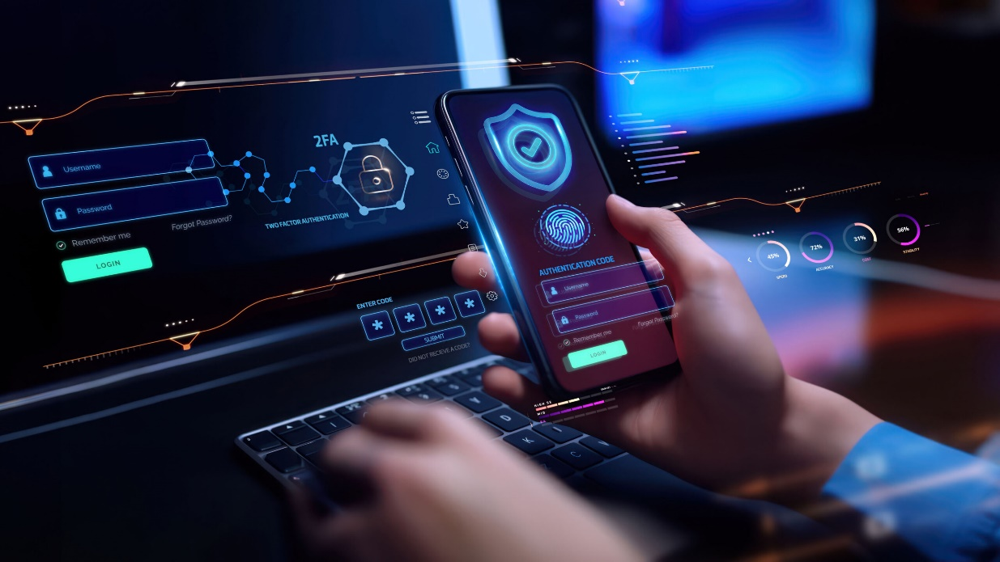 2FA
Username
Password
Remember me
Forgot Password?
LOGIN
TWO FACTOR AUTHENTICATION
ENTER CODE
* * * *
SUBMIT
DID NOT RECIEVE A CODE?
AUTHENTICATION CODE
Username
Password
Forgot Password?
Remember me
LOGIN
45%
SPEED
72%
ACCURACY
31%
COST
56%
STABILITY